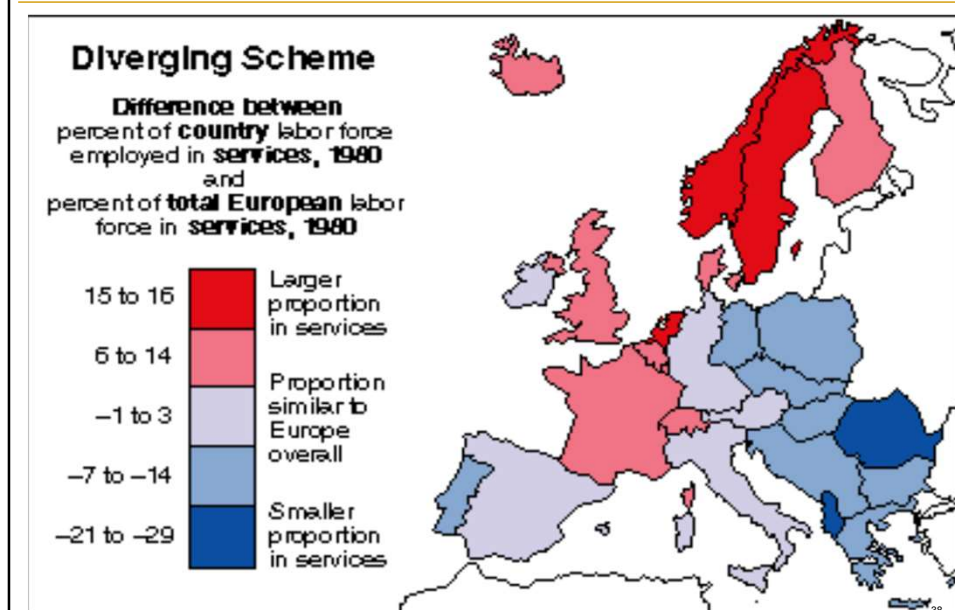 Diverging Scheme
Difference between
percent of country labor force
employed in services, 1980
and
percent of total European labor
force in services, 1980
15 to 16
6 to 14
−1 to 3
−7 to −14
−21 to −29
Larger
proportion
in services
Proportion
similar to
Europe
overall
Smaller
proportion
in services
38